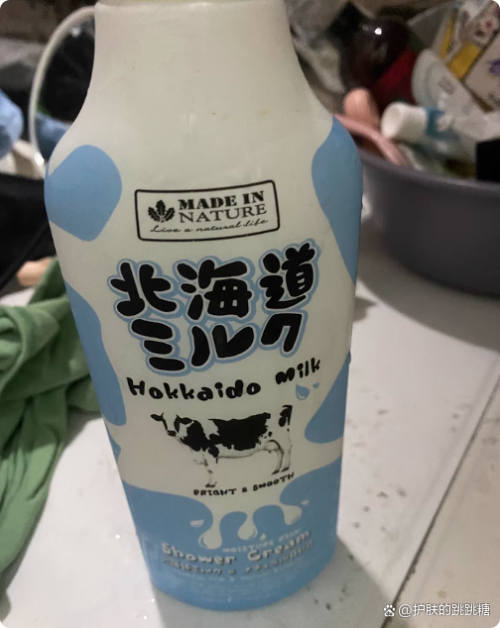 MADE IN
NATURE
Live a natural life
北海道
ミルク
Hokkaido Milk
BRIGHT & SMOOTH
Shower Cream
@护肤的跳跳糖